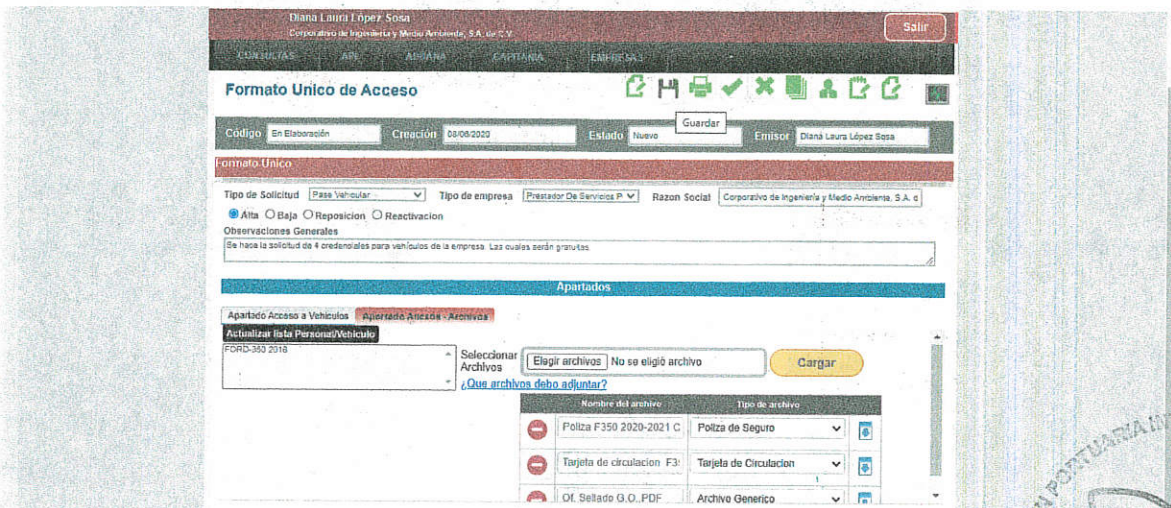 Diana Laura López Sosa
Corporativo de Ingeniería y Medio Ambiente, S.A. de C.V.
Salir
CONSULTAS API ADUANA CAPITANIA EMPRESAS
Formato Unico de Acceso
Guardar
Código En Elaboración Creación 08/06/2020 Estado Nuevo Emisor Diana Laura López Sosa
Formato Unico
Tipo de Solicitud Pase Vehicular Tipo de empresa Prestador De Servicios P Razon Social Corporativo de Ingeniería y Medio Ambiente, S.A. d
Alta Baja Reposicion Reactivacion
Observaciones Generales
Se hace la solicitud de 4 credenciales para vehículos de la empresa. Las cuales serán gratuitas
Apartados
Apartado Acceso a Vehiculos Apartado Anexos - Archivos
Actualizar lista Personal/Vehiculo
FORD-350 2018
Seleccionar Archivos Elegir archivos No se eligió archivo Cargar
¿Que archivos debo adjuntar?
Nombre del archivo Tipo de archivo
Poliza F350 2020-2021 C Poliza de Seguro
Tarjeta de circulacion F3 Tarjeta de Circulacion
Of. Sellado G.O..PDF Archivo Generico
PORTUARIA IN